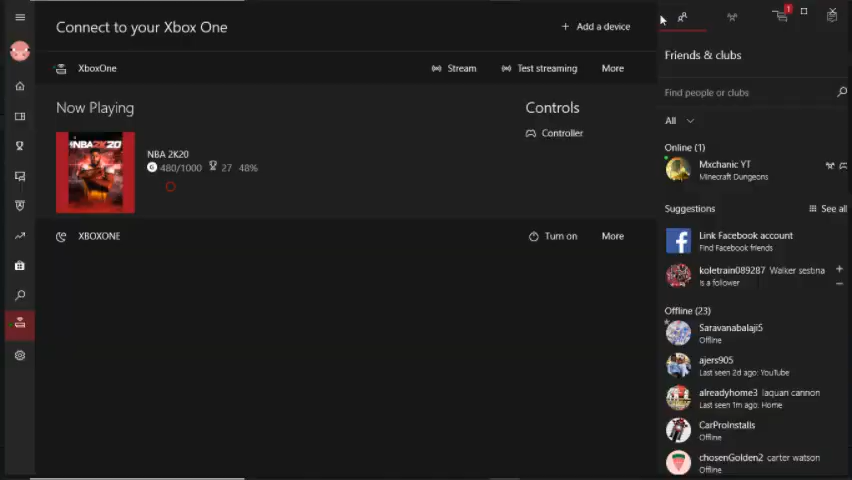 Connect to your Xbox One
Add a device
XboxOne
Stream
Test streaming
More
Now Playing
NBA 2K20
NBA 2K20
G 480/1000 27 48%
Controls
Controller
XBOXONE
Turn on
More
1
Friends & clubs
Find people or clubs
All
Online (1)
Mxchanic YT
Minecraft Dungeons
Suggestions
See all
Link Facebook account
Find Facebook friends
koletrain089287 Walker sestina
Is a follower
Offline (23)
Saravanabalaji5
Offline
ajers905
Last seen 2d ago: YouTube
alreadyhome3 laquan cannon
Last seen 1m ago: Home
CarProInstalls
Offline
chosenGolden2 carter watson
Offline